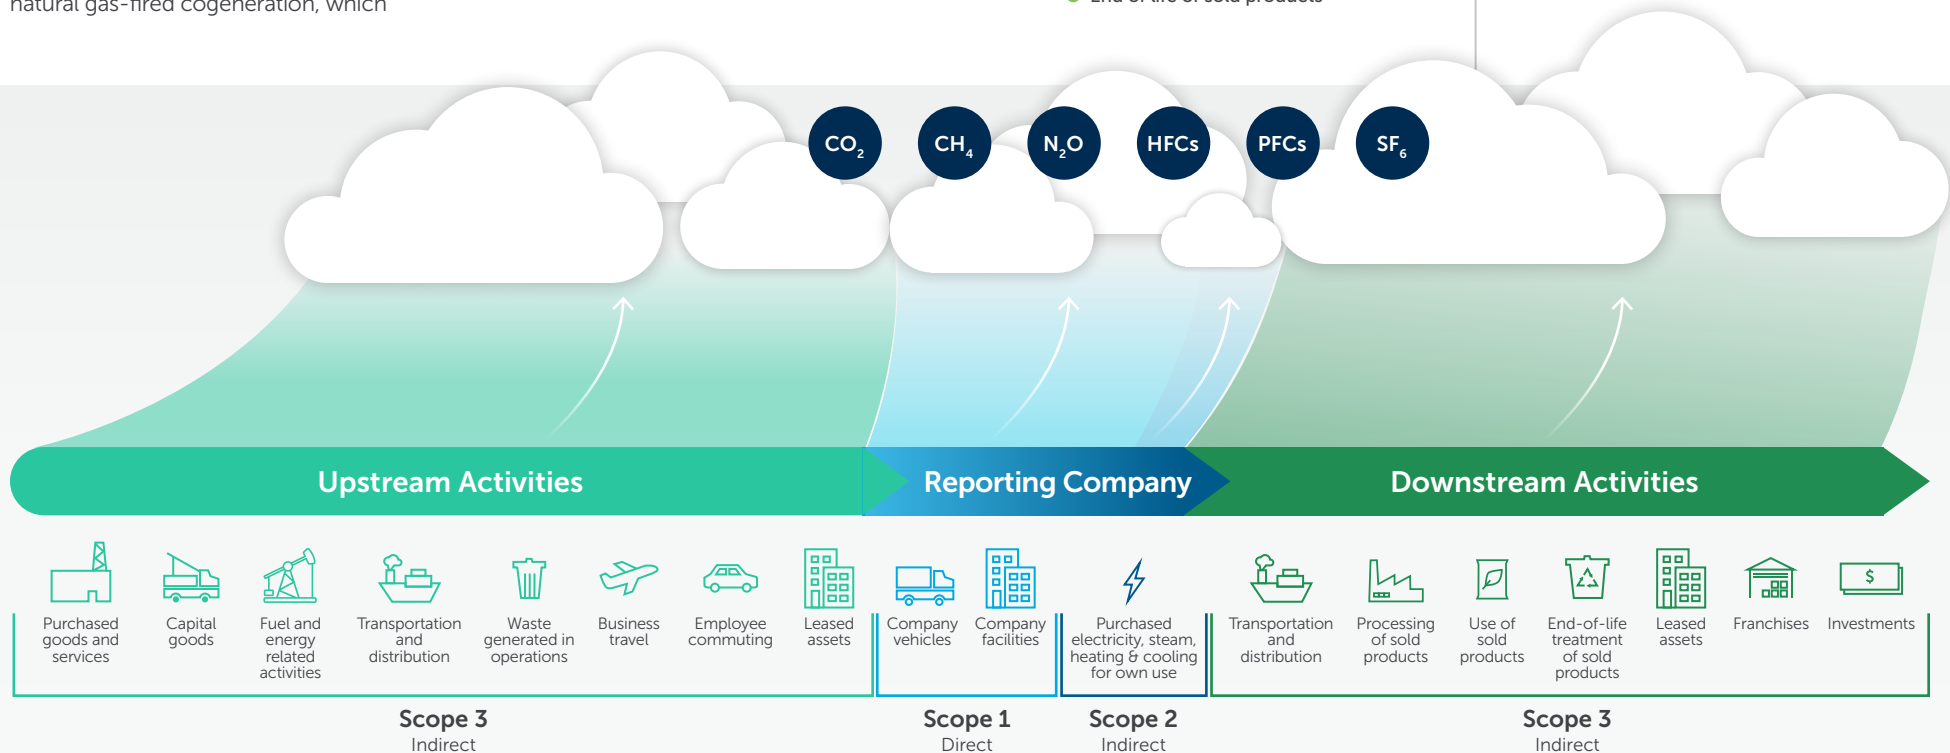 natural gas-fired cogeneration, which
End of life of sold products
CO₂
CH₄
N₂O
HFCs
PFCs
SF₆
Upstream Activities
Reporting Company
Downstream Activities
Purchased
goods and
services
Capital
goods
Fuel and
energy
related
activities
Transportation
and
distribution
Waste
generated in
operations
Business
travel
Employee
commuting
Leased
assets
Company
vehicles
Company
facilities
Purchased
electricity, steam,
heating & cooling
for own use
Transportation
and
distribution
Processing
of sold
products
Use of
sold
products
End-of-life
treatment
of sold
products
Leased
assets
Franchises
$
Investments
Scope 3
Indirect
Scope 1
Direct
Scope 2
Indirect
Scope 3
Indirect